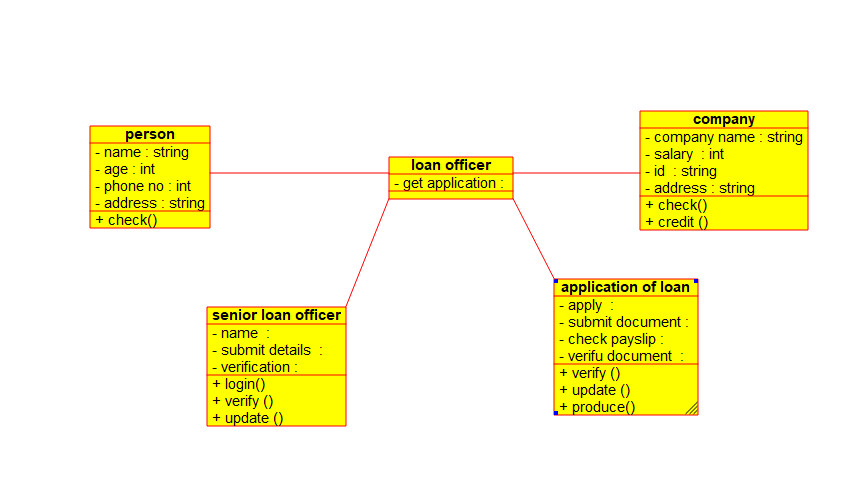 person
- name : string
- age : int
- phone no : int
- address : string
+ check()
loan officer
- get application :
company
- company name : string
- salary  : int
- id  : string
- address : string
+ check()
+ credit ()
senior loan officer
- name  :
- submit details  :
- verification :
+ login()
+ verify ()
+ update ()
application of loan
- apply  :
- submit document :
- check payslip :
- verifu document  :
+ verify ()
+ update ()
+ produce()